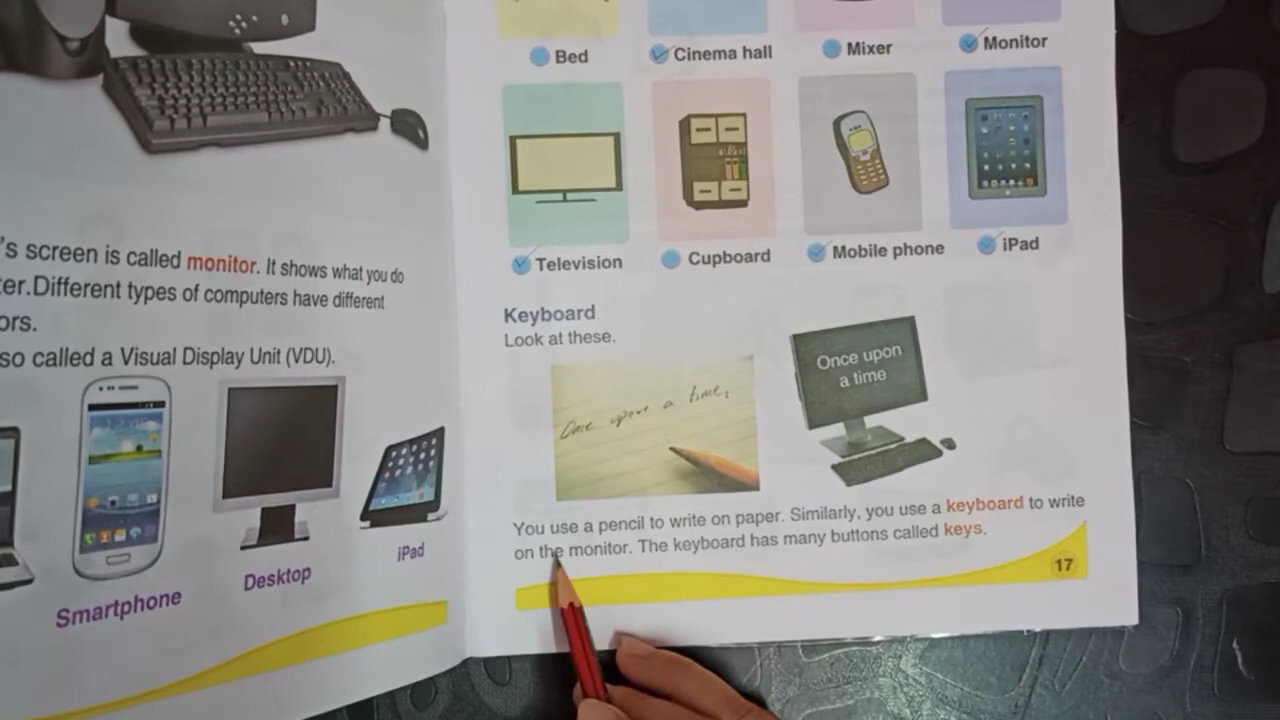 's screen is called monitor. It shows what you do
ter.Different types of computers have different
ors.
so called a Visual Display Unit (VDU).
Smartphone
Desktop
iPad
Bed
Cinema hall
Mixer
Monitor
Television
Cupboard
Mobile phone
iPad
Keyboard
Look at these.
Once upon a time,
Once upon
a time
You use a pencil to write on paper. Similarly, you use a keyboard to write
on the monitor. The keyboard has many buttons called keys.
17